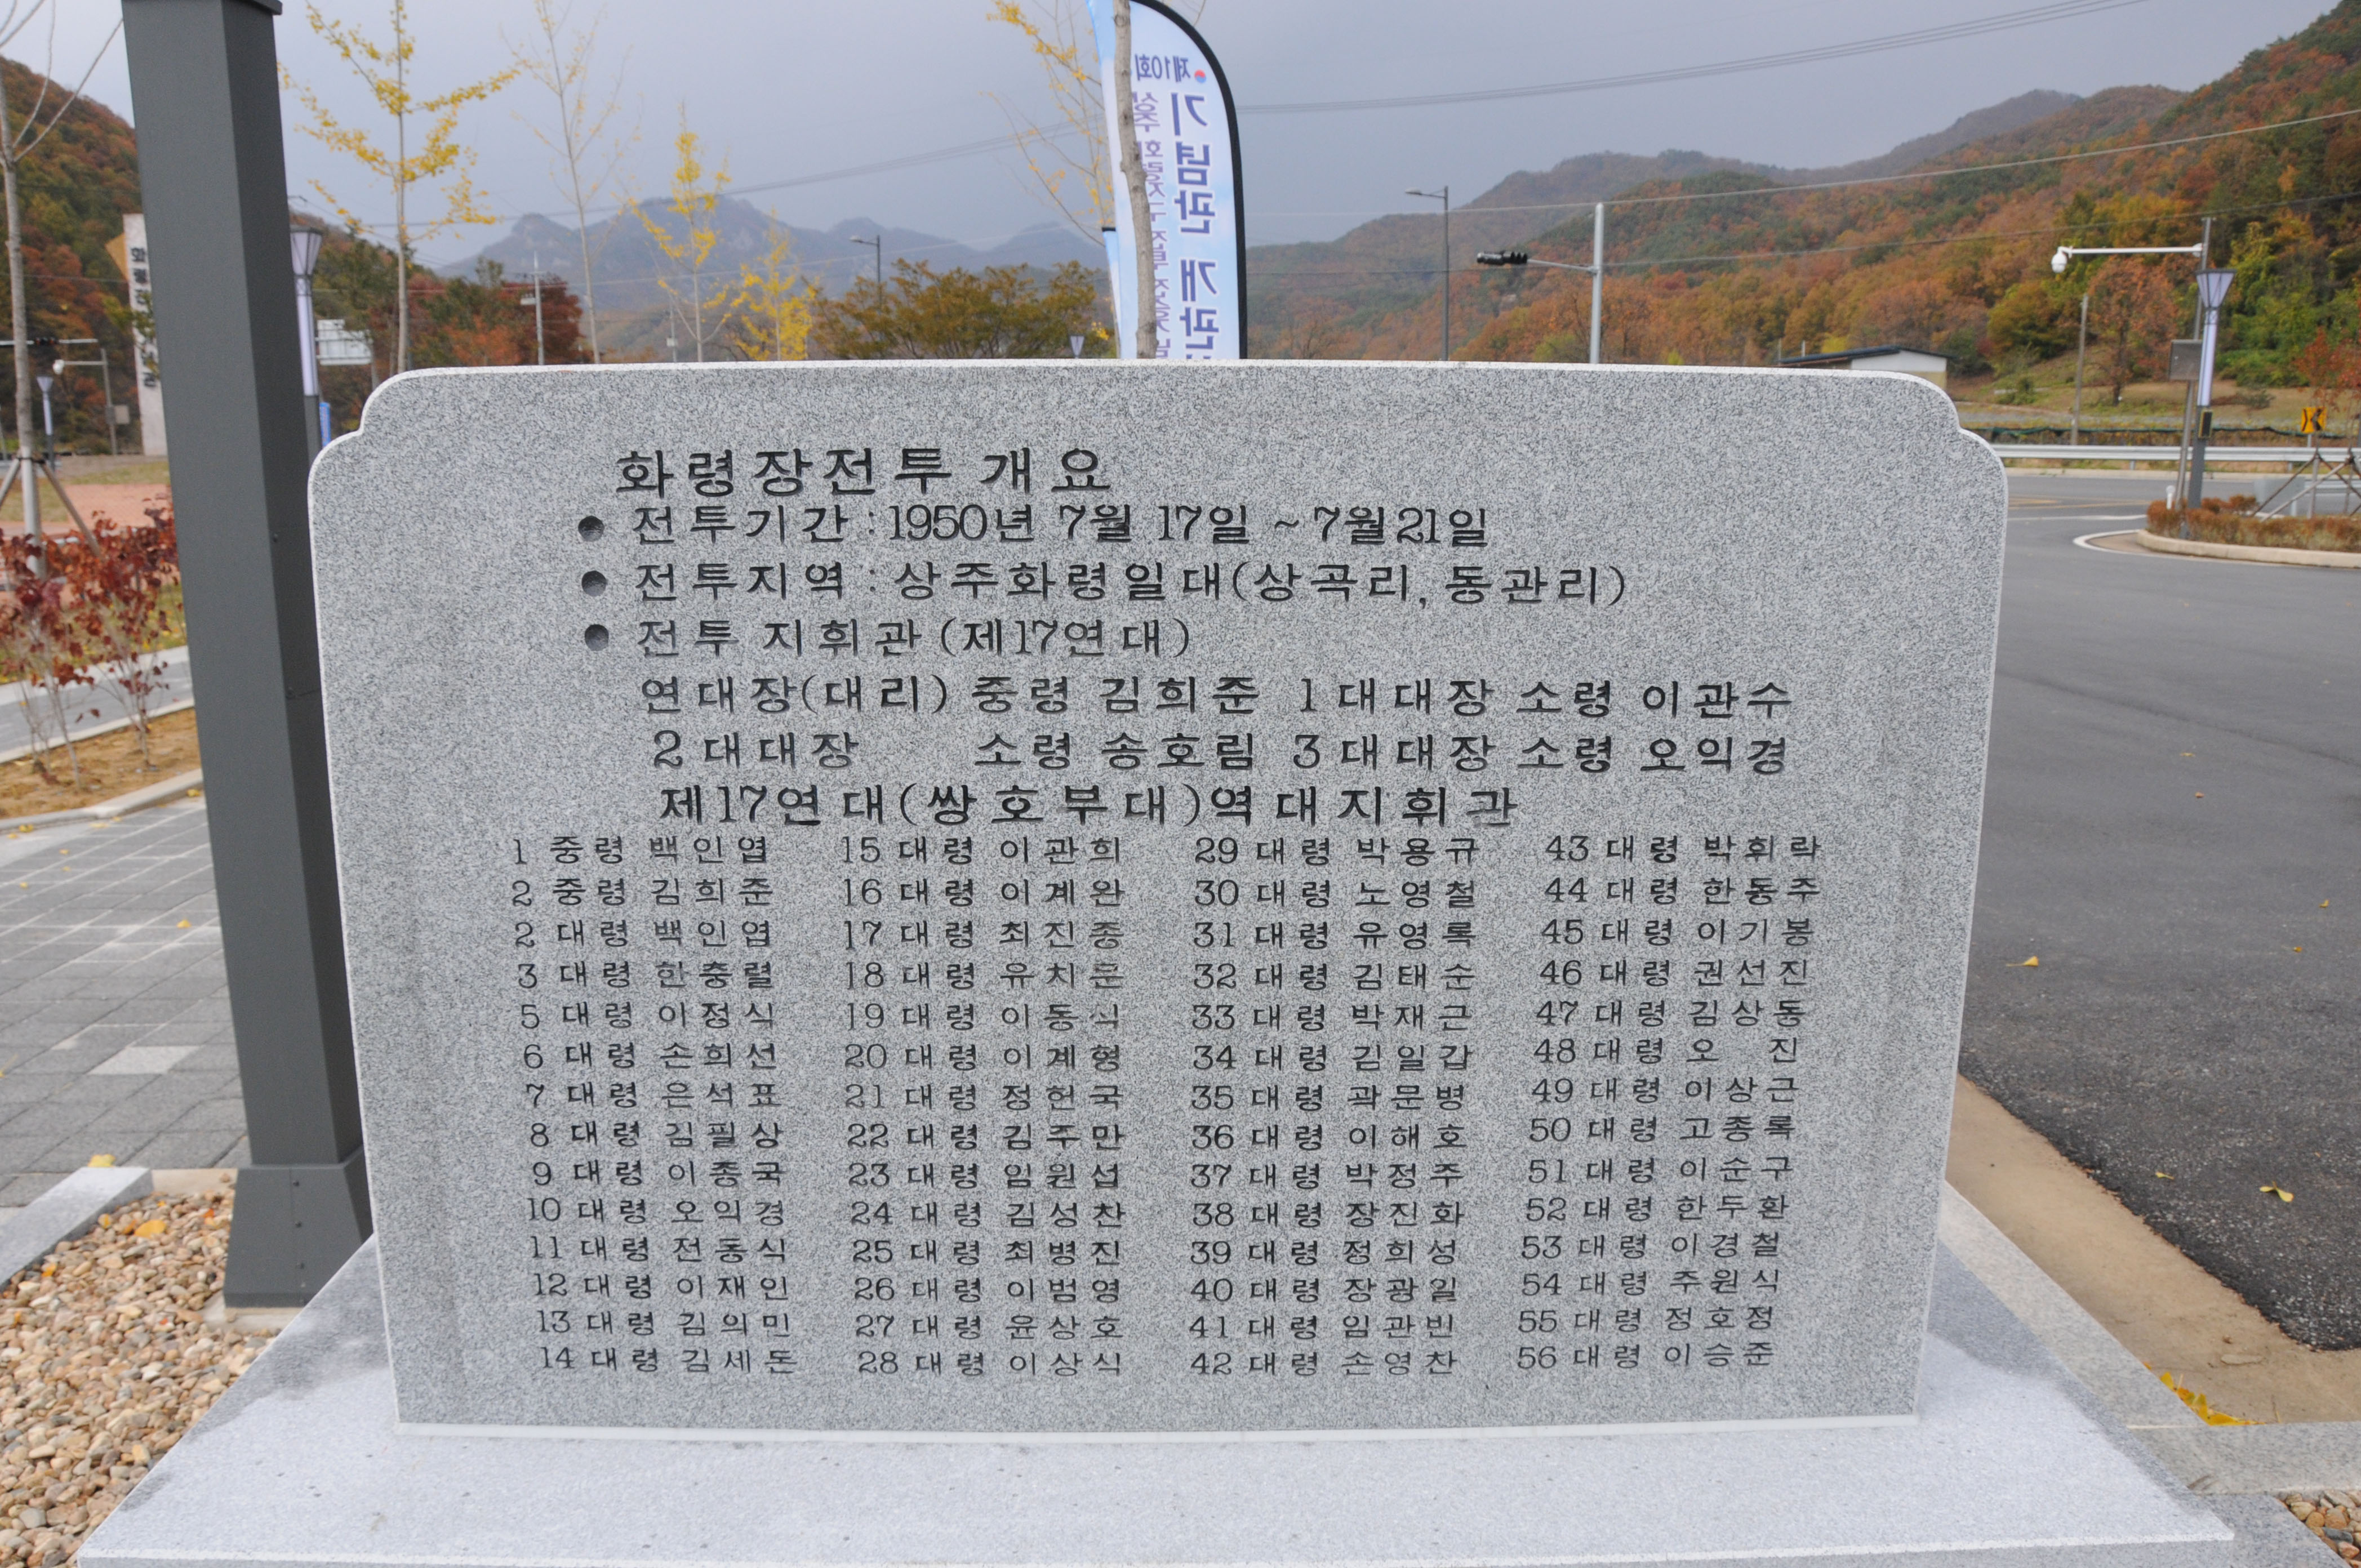 제10회
기념관 개관
화령장전투 개요
● 전투기간 : 1950년 7월 17일 ~ 7월 21일
● 전투지역 : 상주화령일대(상곡리, 동관리)
● 전투 지휘관 (제17연대)
연대장(대리) 중령 김희준 1대대장 소령 이관수
2대대장 소령 송호림 3대대장 소령 오익경
제17연대(쌍호부대)역대지휘관
1 중령 백인엽 15 대령 이관희 29 대령 박용규 43 대령 박휘락
2 중령 김희준 16 대령 이계완 30 대령 노영철 44 대령 한동주
2 대령 백인엽 17 대령 최진종 31 대령 유영록 45 대령 이기봉
3 대령 한충렬 18 대령 유치문 32 대령 김태순 46 대령 권선진
5 대령 이정식 19 대령 이동식 33 대령 박재근 47 대령 김상동
6 대령 손희선 20 대령 이계형 34 대령 김일갑 48 대령 오 진
7 대령 은석표 21 대령 정헌국 35 대령 곽문병 49 대령 이상근
8 대령 김필상 22 대령 김주만 36 대령 이해호 50 대령 고종록
9 대령 이종국 23 대령 임원섭 37 대령 박정주 51 대령 이순구
10 대령 오익경 24 대령 김성찬 38 대령 장진화 52 대령 한두환
11 대령 전동식 25 대령 최병진 39 대령 정희성 53 대령 이경철
12 대령 이재인 26 대령 이범영 40 대령 장광일 54 대령 주원식
13 대령 김의민 27 대령 윤상호 41 대령 임관빈 55 대령 정호정
14 대령 김세돈 28 대령 이상식 42 대령 손영찬 56 대령 이승준